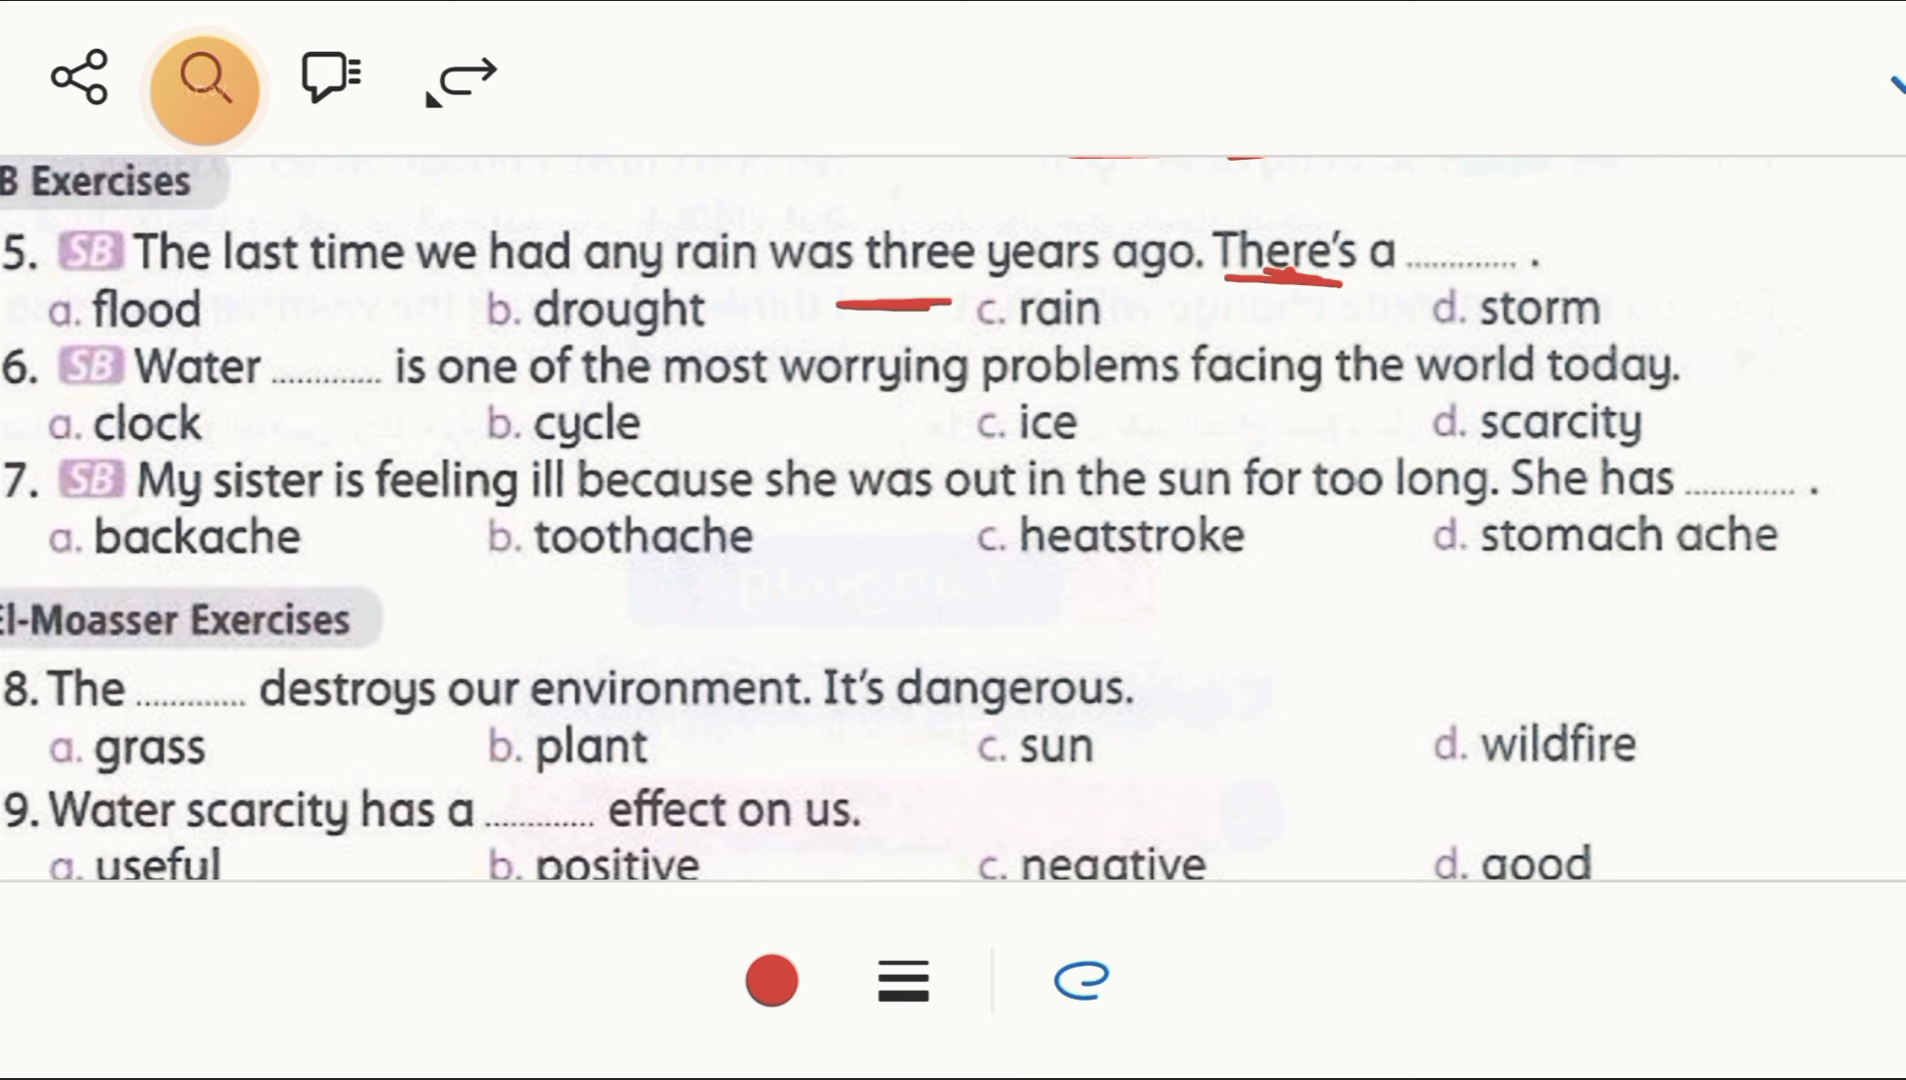 B Exercises
5. SB The last time we had any rain was three years ago. There's a ............ .
a. flood b. drought c. rain d. storm
6. SB Water ............ is one of the most worrying problems facing the world today.
a. clock b. cycle c. ice d. scarcity
7. SB My sister is feeling ill because she was out in the sun for too long. She has ............ .
a. backache b. toothache c. heatstroke d. stomach ache
El-Moasser Exercises
8. The ............ destroys our environment. It's dangerous.
a. grass b. plant c. sun d. wildfire
9. Water scarcity has a ............ effect on us.
a. useful b. positive c. negative d. good